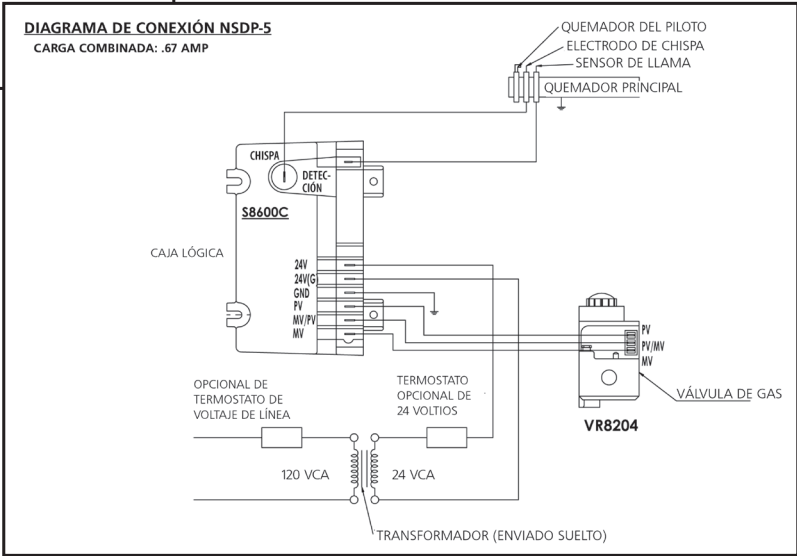 DIAGRAMA DE CONEXIÓN NSDP-5
CARGA COMBINADA: .67 AMP
QUEMADOR DEL PILOTO
ELECTRODO DE CHISPA
SENSOR DE LLAMA
QUEMADOR PRINCIPAL
CHISPA
DETEC-
CIÓN
S8600C
CAJA LÓGICA
24V
24V(G)
GND
PV
MV/PV
MV
PV
PV/MV
MV
VÁLVULA DE GAS
VR8204
OPCIONAL DE
TERMOSTATO DE
VOLTAJE DE LÍNEA
TERMOSTATO
OPCIONAL DE
24 VOLTIOS
120 VCA
24 VCA
TRANSFORMADOR (ENVIADO SUELTO)